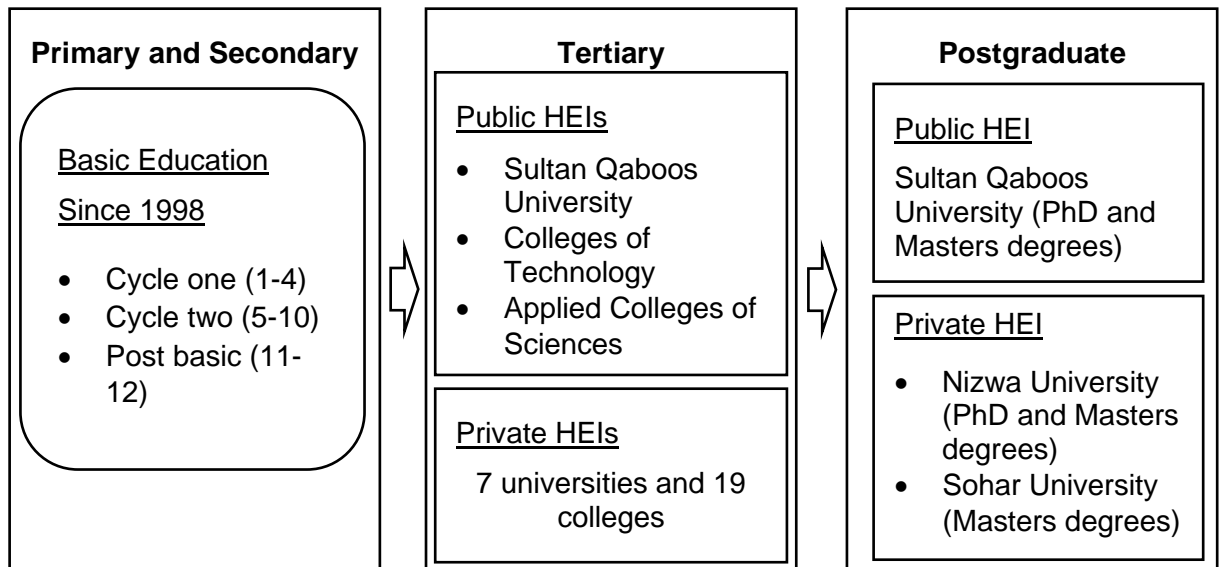 Primary and Secondary
Basic Education
Since 1998
• Cycle one (1-4)
• Cycle two (5-10)
• Post basic (11-
12)
Tertiary
Public HEIs
• Sultan Qaboos
University
• Colleges of
Technology
• Applied Colleges of
Sciences
Private HEIs
7 universities and 19
colleges
Postgraduate
Public HEI
Sultan Qaboos
University (PhD and
Masters degrees)
Private HEI
• Nizwa University
(PhD and Masters
degrees)
• Sohar University
(Masters degrees)